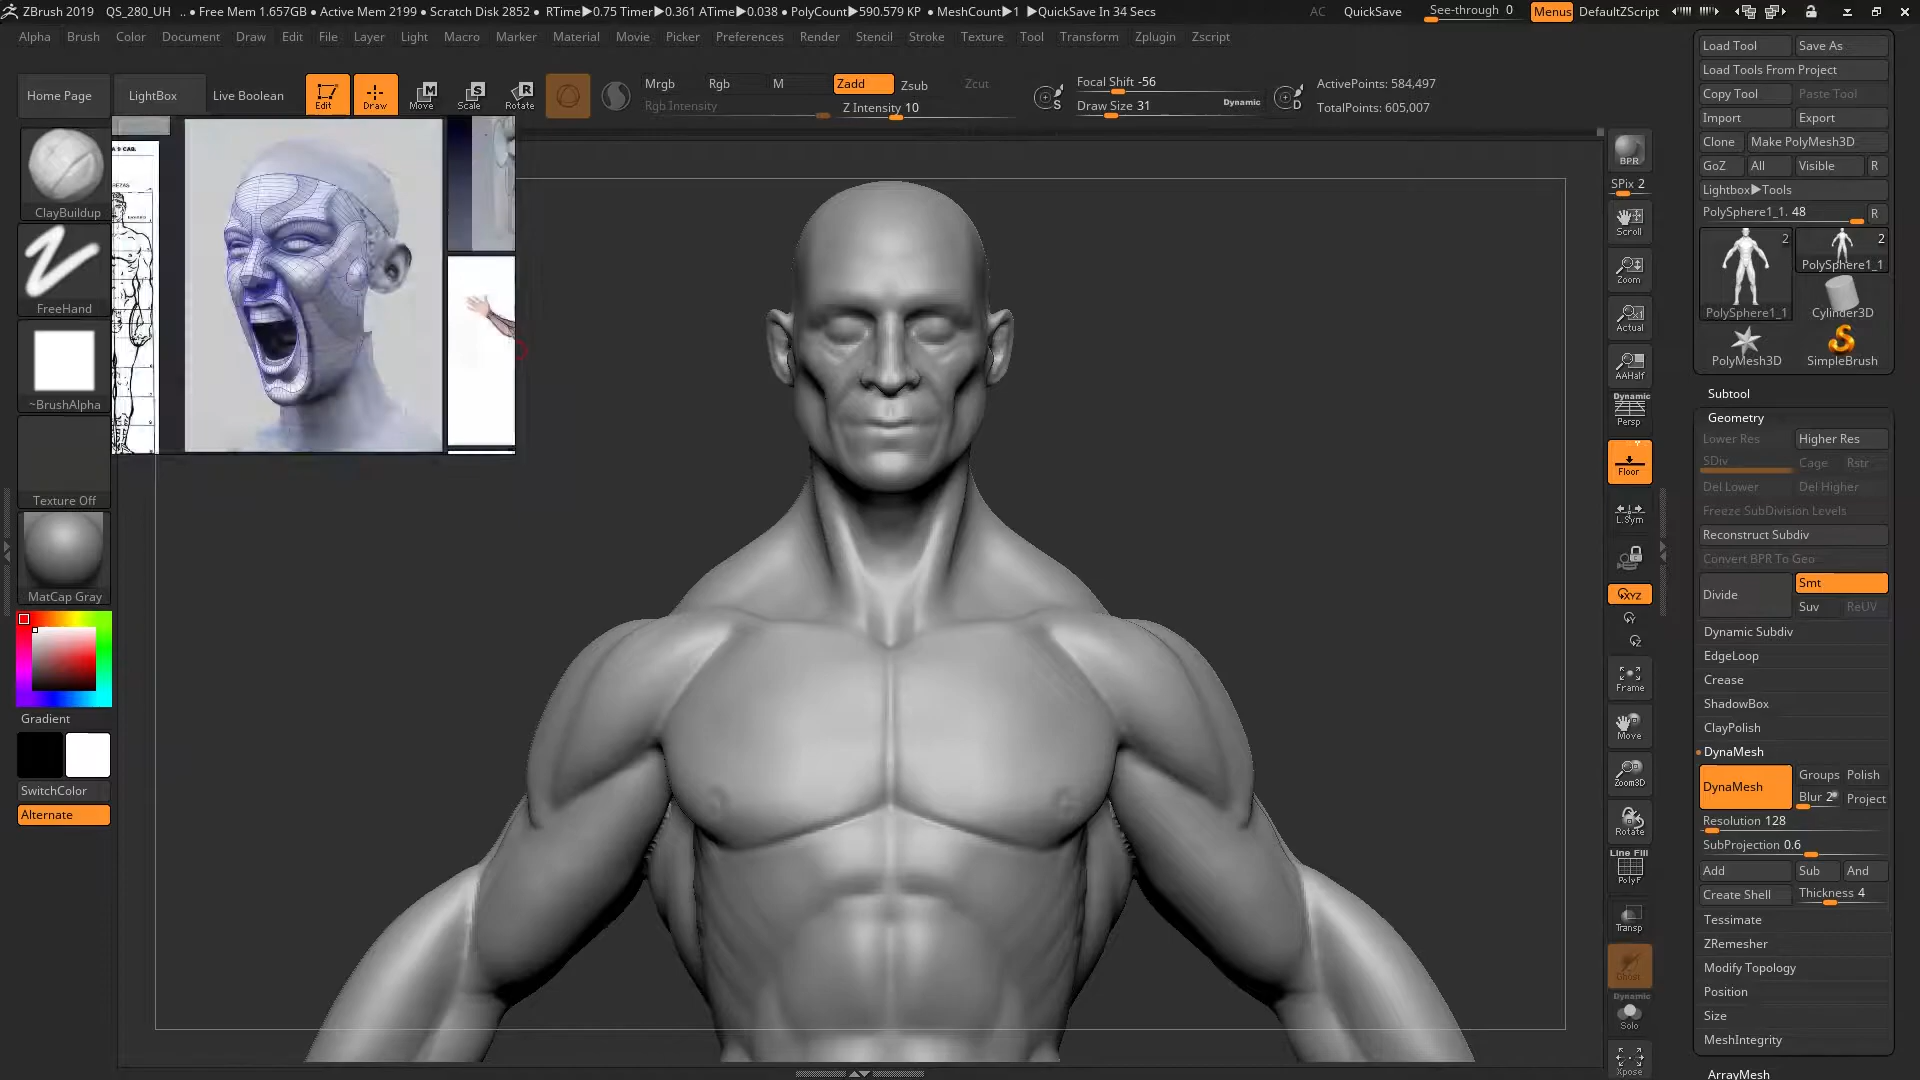 ZBrush 2019 QS_280_UH .. ● Free Mem 1.657GB ● Active Mem 2199 ● Scratch Disk 2852 ● RTime▶0.75 Timer▶0.361 ATime▶0.038 ● PolyCount▶590.579 KP ● MeshCount▶1 ▶QuickSave In 34 Secs AC QuickSave See-through 0 Menus DefaultZScript
Alpha Brush Color Document Draw Edit File Layer Light Macro Marker Material Movie Picker Preferences Render Stencil Stroke Texture Tool Transform Zplugin Zscript
Home Page LightBox Live Boolean Edit Draw Move Scale Rotate
Mrgb Rgb M Zadd Zsub Zcut
Rgb Intensity Z Intensity 10
Focal Shift -56
Draw Size 31 Dynamic
S
D
ActivePoints: 584,497
TotalPoints: 605,007
ClayBuildup
FreeHand
~BrushAlpha
Texture Off
MatCap Gray
Gradient
SwitchColor
Alternate
A 9 CAB.
BPR
SPix 2
Scroll
Zoom
Actual
AAHalf
Dynamic
Persp
Floor
L.Sym
XYZ
Y
Z
Frame
Move
Zoom3D
Rotate
Line Fill
PolyF
Transp
Ghost
Dynamic
Solo
Xpose
Load Tool Save As
Load Tools From Project
Copy Tool Paste Tool
Import Export
Clone Make PolyMesh3D
GoZ All Visible R
Lightbox▶Tools
PolySphere1_1. 48 R
2 2
PolySphere1_1
PolySphere1_1 Cylinder3D
PolyMesh3D SimpleBrush
Subtool
Geometry
Lower Res Higher Res
SDiv Cage Rstr
Del Lower Del Higher
Freeze SubDivision Levels
Reconstruct Subdiv
Convert BPR To Geo
Divide Smt
Suv ReUV
Dynamic Subdiv
EdgeLoop
Crease
ShadowBox
ClayPolish
DynaMesh
DynaMesh Groups Polish
Blur 2 Project
Resolution 128
SubProjection 0.6
Add Sub And
Create Shell Thickness 4
Tessimate
ZRemesher
Modify Topology
Position
Size
MeshIntegrity
ArrayMesh